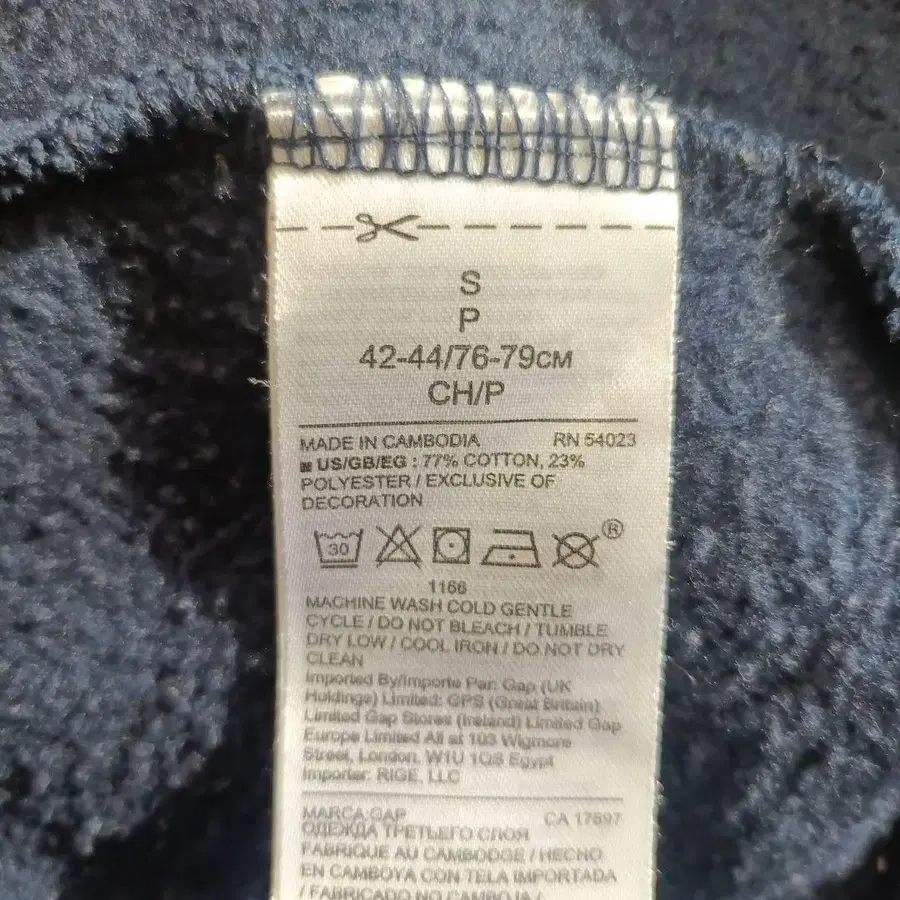 S
P
42-44/76-79CM
CH/P
MADE IN CAMBODIA RN 54023
US/GB/EG : 77% COTTON, 23%
POLYESTER / EXCLUSIVE OF
DECORATION
30
®
1166
MACHINE WASH COLD GENTLE
CYCLE / DO NOT BLEACH / TUMBLE
DRY LOW / COOL IRON / DO NOT DRY
CLEAN
Imported By/Importe Par: Gap (UK
Holdings) Limited: GPS (Great Britain)
Limited Gap Stores (Ireland) Limited Gap
Europe Limited All at 103 Wigmore
Street, London. W1U 1QS Egypt
Importer: RIGE, LLC
MARCA:GAP CA 17897
ОДЕЖДА ТРЕТЬЕГО СЛОЯ
FABRIQUE AU CAMBODGE / HECHO
EN CAMBOYA CON TELA IMPORTADA
/ FABRICADO NO CAMBOJA /